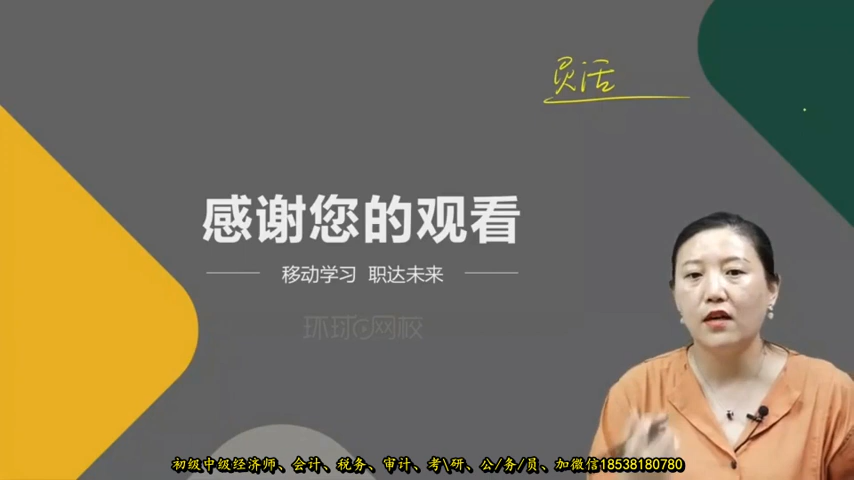 灵活
感谢您的观看
移动学习 职达未来
环球网校
初级中级经济师、会计、税务、审计、考\研、公/务/员、加微信18538180780